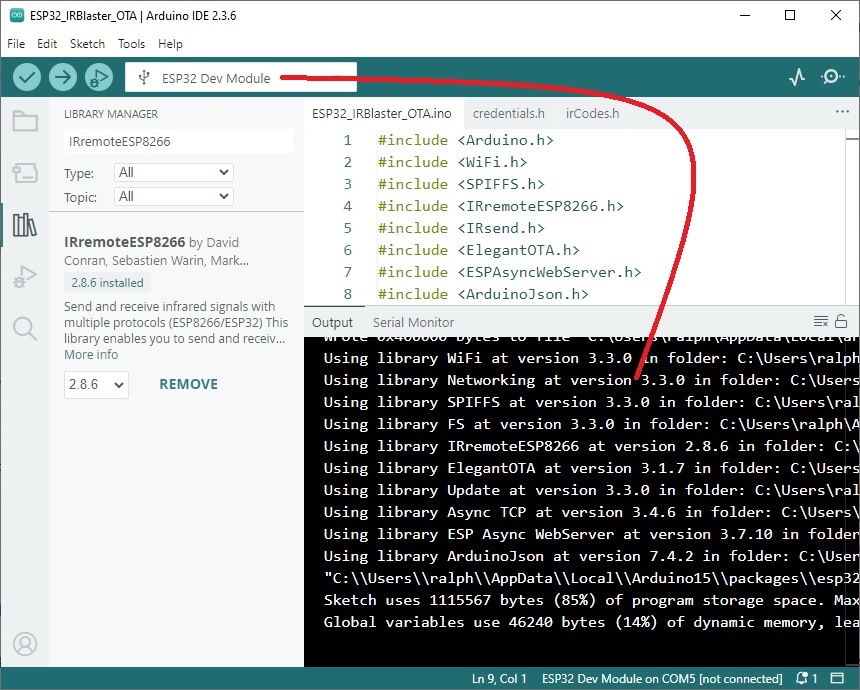 ESP32_IRBlaster_OTA | Arduino IDE 2.3.6
File Edit Sketch Tools Help
ESP32 Dev Module
LIBRARY MANAGER
IRremoteESP8266
Type: All
Topic: All
IRremoteESP8266 by David
Conran, Sebastien Warin, Mark...
2.8.6 installed
Send and receive infrared signals with
multiple protocols (ESP8266/ESP32) This
library enables you to send and receiv...
More info
2.8.6 REMOVE
ESP32_IRBlaster_OTA.ino credentials.h irCodes.h
1 #include <Arduino.h>
2 #include <WiFi.h>
3 #include <SPIFFS.h>
4 #include <IRremoteESP8266.h>
5 #include <IRsend.h>
6 #include <ElegantOTA.h>
7 #include <ESPAsyncWebServer.h>
8 #include <ArduinoJson.h>
Output Serial Monitor
Wrote 0x400000 bytes to file "C:\Users\ralph\AppData\Local\ar
Using library WiFi at version 3.3.0 in folder: C:\Users\ralph
Using library Networking at version 3.3.0 in folder: C:\Users
Using library SPIFFS at version 3.3.0 in folder: C:\Users\ral
Using library FS at version 3.3.0 in folder: C:\Users\ralph\A
Using library IRremoteESP8266 at version 2.8.6 in folder: C:\
Using library ElegantOTA at version 3.1.7 in folder: C:\Users
Using library Update at version 3.3.0 in folder: C:\Users\ral
Using library Async TCP at version 3.4.6 in folder: C:\Users\
Using library ESP Async WebServer at version 3.7.10 in folder
Using library ArduinoJson at version 7.4.2 in folder: C:\User
"C:\\Users\\ralph\\AppData\\Local\\Arduino15\\packages\\esp32
Sketch uses 1115567 bytes (85%) of program storage space. Max
Global variables use 46240 bytes (14%) of dynamic memory, lea
Ln 9, Col 1 ESP32 Dev Module on COM5 [not connected] 1